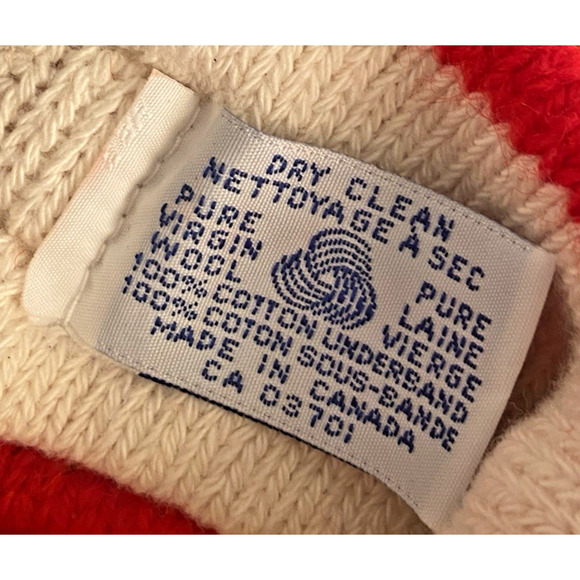 DRY CLEAN
NETTOYAGE À SEC
PURE
VIRGIN
WOOL
PURE
LAINE
VIERGE
100% COTTON UNDERBAND
100% COTON SOUS-BANDE
MADE IN CANADA
CA 03701